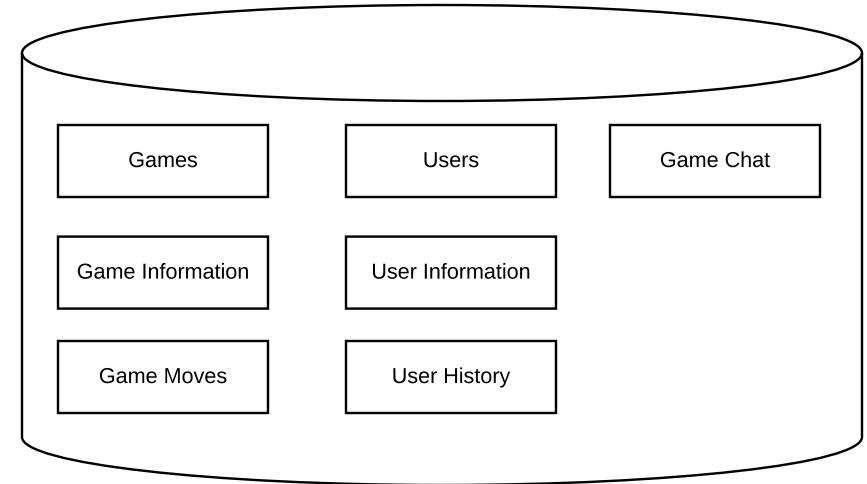 Games
Users
Game Chat
Game Information
User Information
Game Moves
User History